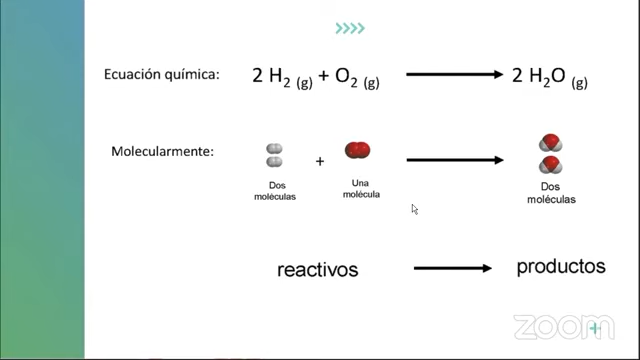 Ecuación química: 2 H2 (g) + O2 (g) 2 H2O (g)
Molecularmente: +
Dos moléculas
Una molécula
Dos moléculas
reactivos productos
zoom